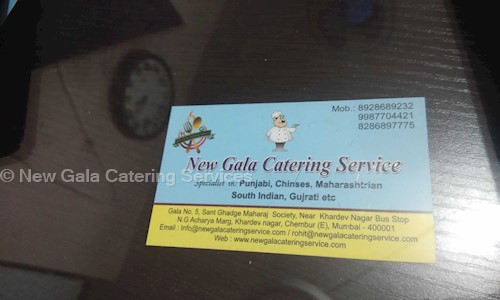 Mob.: 8928689232
9987704421
8286897775
New Gala Catering Service
Specialist in: Punjabi, Chinses, Maharashtrian
South Indian, Gujrati etc
Gala No. 5, Sant Ghadge Maharaj Society, Near Khardev Nagar Bus Stop
N.G Acharya Marg, Khardev nagar, Chembur (E), Mumbai - 400001
Email : Info@newgalacateringservice.com / rohit@newgalacateringservice.com
Web : www.newgalacateringservice.com
© New Gala Catering Services